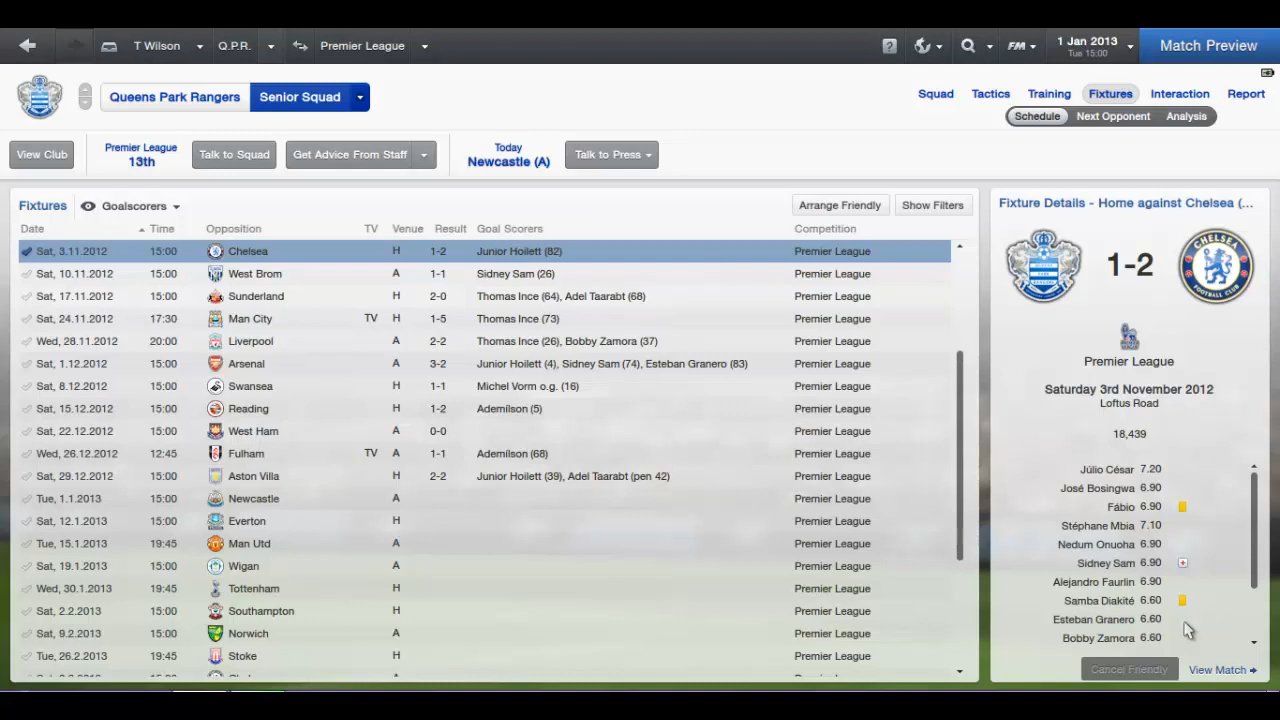 T Wilson Q.P.R. Premier League ? FM 1 Jan 2013 Tue 15:00 Match Preview
Queens Park Rangers Senior Squad Squad Tactics Training Fixtures Interaction Report
Schedule Next Opponent Analysis
View Club Premier League 13th Talk to Squad Get Advice From Staff Today Newcastle (A) Talk to Press
Fixtures Goalscorers Arrange Friendly Show Filters
Date Time Opposition TV Venue Result Goal Scorers Competition
Sat, 3.11.2012 15:00 Chelsea H 1-2 Junior Hoilett (82) Premier League
Sat, 10.11.2012 15:00 West Brom A 1-1 Sidney Sam (26) Premier League
Sat, 17.11.2012 15:00 Sunderland H 2-0 Thomas Ince (64), Adel Taarabt (68) Premier League
Sat, 24.11.2012 17:30 Man City TV H 1-5 Thomas Ince (73) Premier League
Wed, 28.11.2012 20:00 Liverpool A 2-2 Thomas Ince (26), Bobby Zamora (37) Premier League
Sat, 1.12.2012 15:00 Arsenal A 3-2 Junior Hoilett (4), Sidney Sam (74), Esteban Granero (83) Premier League
Sat, 8.12.2012 15:00 Swansea H 1-1 Michel Vorm o.g. (16) Premier League
Sat, 15.12.2012 15:00 Reading H 1-2 Ademílson (5) Premier League
Sat, 22.12.2012 15:00 West Ham A 0-0 Premier League
Wed, 26.12.2012 12:45 Fulham TV A 1-1 Ademílson (68) Premier League
Sat, 29.12.2012 15:00 Aston Villa H 2-2 Junior Hoilett (39), Adel Taarabt (pen 42) Premier League
Tue, 1.1.2013 15:00 Newcastle A Premier League
Sat, 12.1.2013 15:00 Everton H Premier League
Tue, 15.1.2013 19:45 Man Utd A Premier League
Sat, 19.1.2013 15:00 Wigan A Premier League
Wed, 30.1.2013 19:45 Tottenham H Premier League
Sat, 2.2.2013 15:00 Southampton H Premier League
Sat, 9.2.2013 15:00 Norwich A Premier League
Tue, 26.2.2013 19:45 Stoke H Premier League
Fixture Details - Home against Chelsea (...
1-2
CHELSEA FOOTBALL CLUB
Premier League
Saturday 3rd November 2012
Loftus Road
18,439
Júlio César 7.20
José Bosingwa 6.90
Fábio 6.90
Stéphane Mbia 7.10
Nedum Onuoha 6.90
Sidney Sam 6.90
Alejandro Faurlin 6.90
Samba Diakité 6.60
Esteban Granero 6.60
Bobby Zamora 6.60
Cancel Friendly View Match